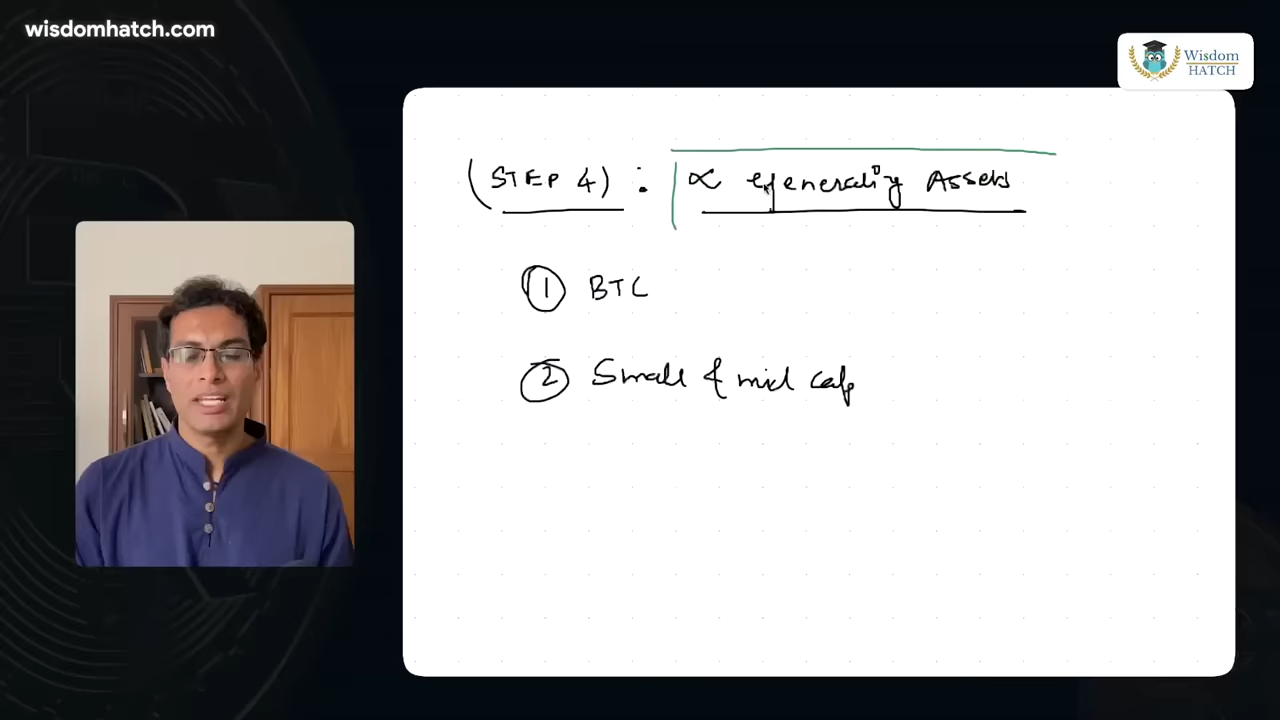 wisdomhatch.com
Wisdom
HATCH
(STEP 4) : ∝ Generating Assets
1 BTC
2 Small & mid cap